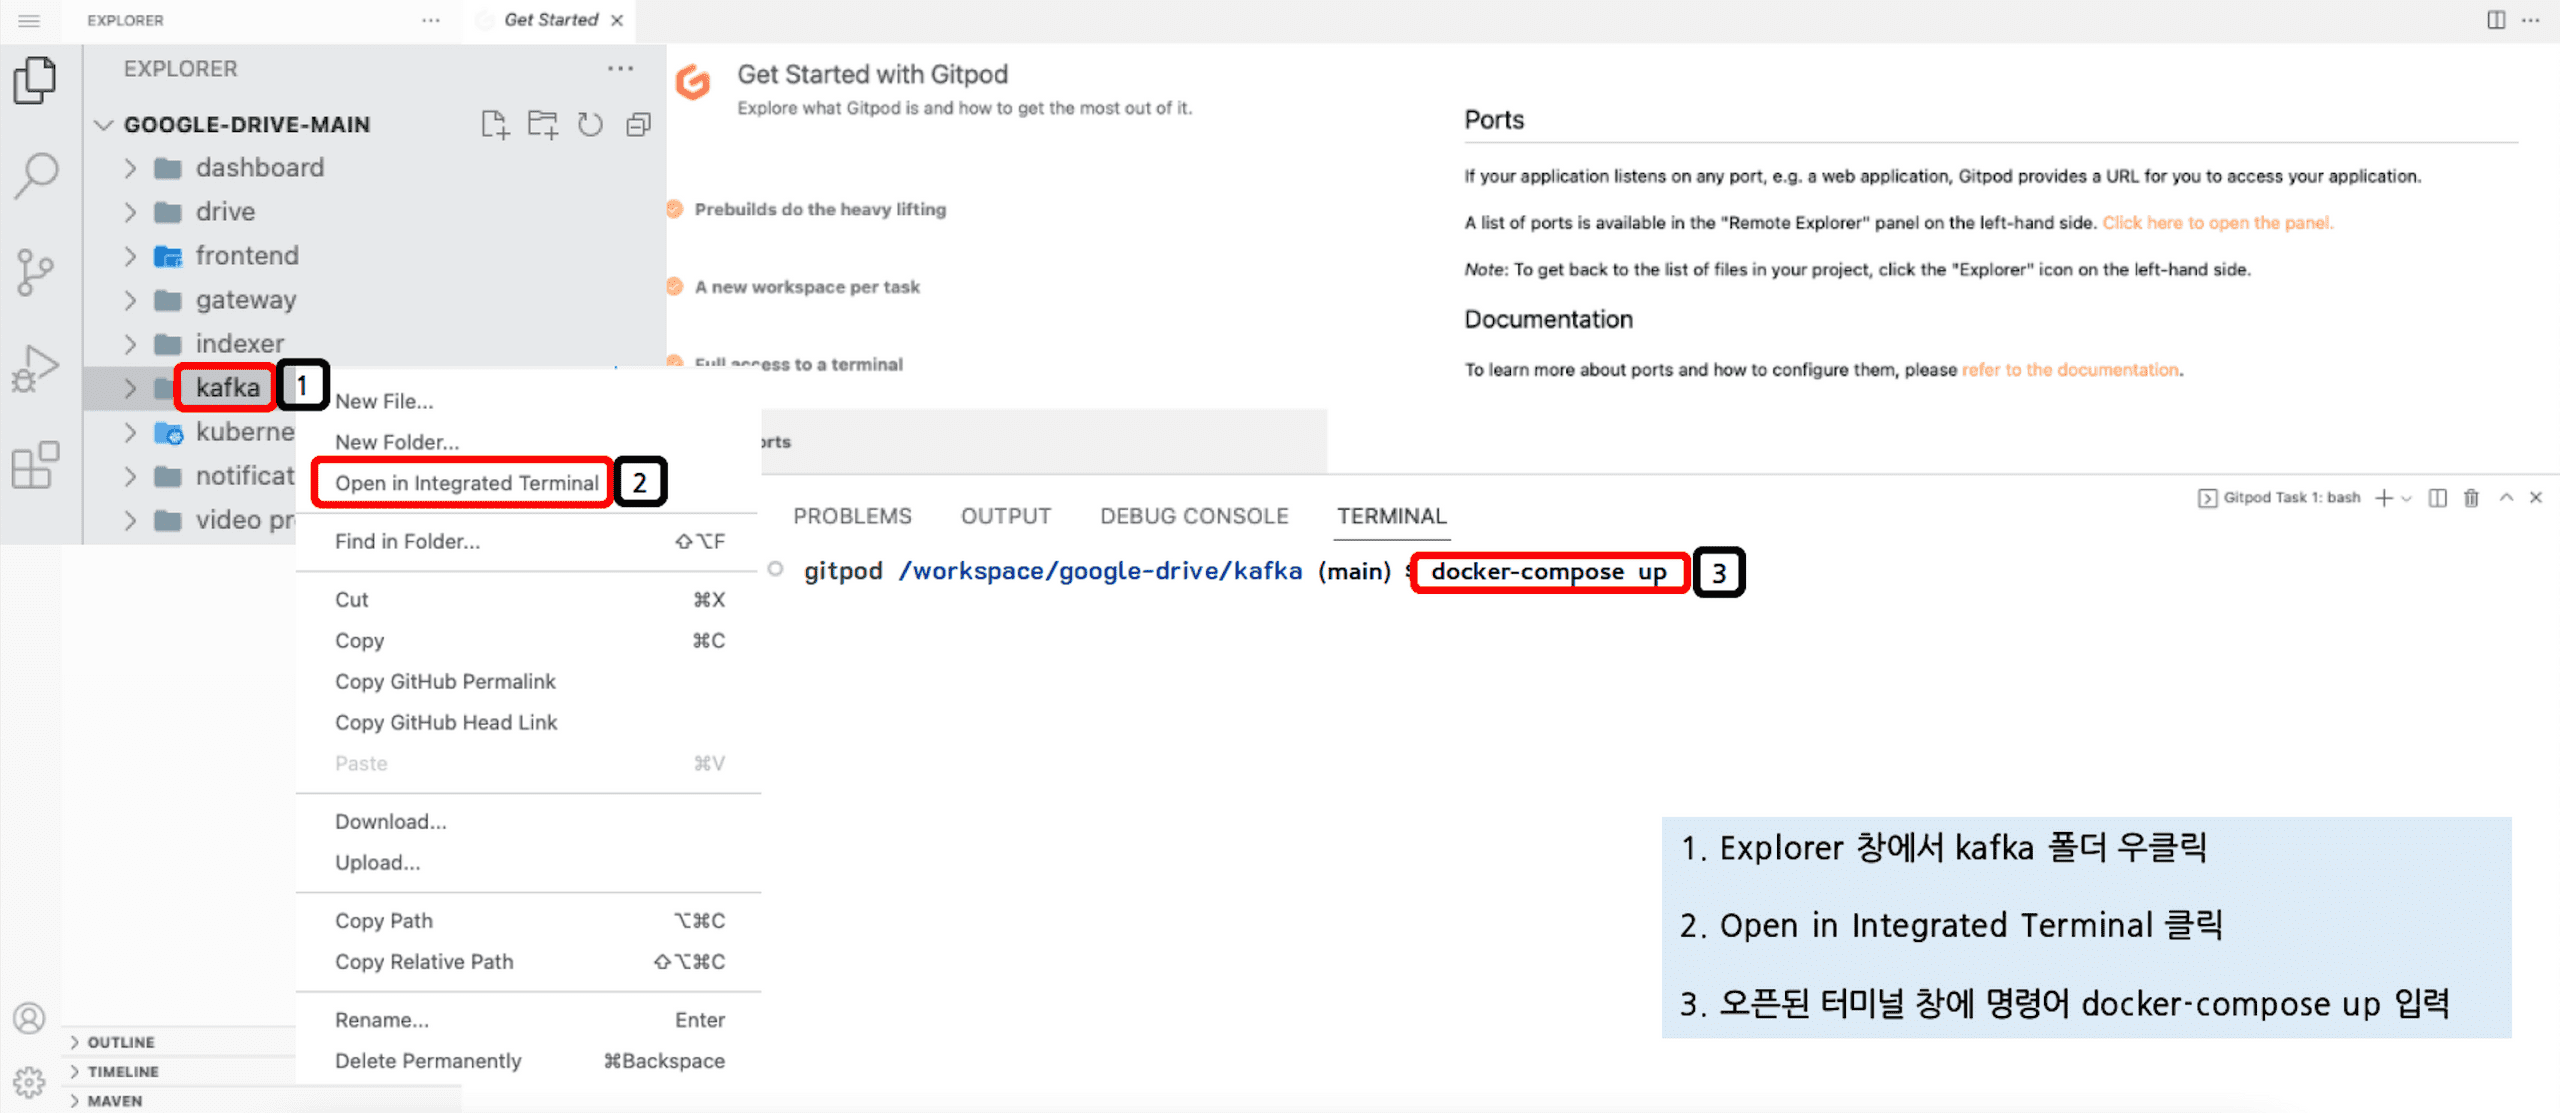 EXPLORER
Get Started
EXPLORER
GOOGLE-DRIVE-MAIN
dashboard
drive
frontend
gateway
indexer
kafka
1
kuberne
notificat
video pr
New File...
New Folder...
Open in Integrated Terminal
2
Find in Folder... ⇧⌥F
Cut ⌘X
Copy ⌘C
Copy GitHub Permalink
Copy GitHub Head Link
Paste ⌘V
Download...
Upload...
Copy Path ⌥⌘C
Copy Relative Path ⇧⌥⌘C
Rename... Enter
Delete Permanently ⌘Backspace
OUTLINE
TIMELINE
MAVEN
Get Started with Gitpod
Explore what Gitpod is and how to get the most out of it.
Prebuilds do the heavy lifting
A new workspace per task
Full access to a terminal
orts
Ports
If your application listens on any port, e.g. a web application, Gitpod provides a URL for you to access your application.
A list of ports is available in the "Remote Explorer" panel on the left-hand side. Click here to open the panel.
Note: To get back to the list of files in your project, click the "Explorer" icon on the left-hand side.
Documentation
To learn more about ports and how to configure them, please refer to the documentation.
Gitpod Task 1: bash
PROBLEMS OUTPUT DEBUG CONSOLE TERMINAL
gitpod /workspace/google-drive/kafka (main) $ docker-compose up
3
1. Explorer 창에서 kafka 폴더 우클릭
2. Open in Integrated Terminal 클릭
3. 오픈된 터미널 창에 명령어 docker-compose up 입력